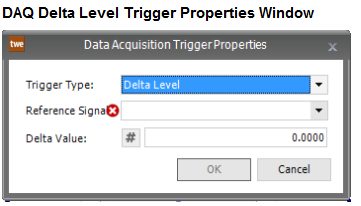 DAQ Delta Level Trigger Properties Window
twe Data Acquisition Trigger Properties x
Trigger Type: Delta Level
Reference Signa
Delta Value: # 0.0000
OK Cancel